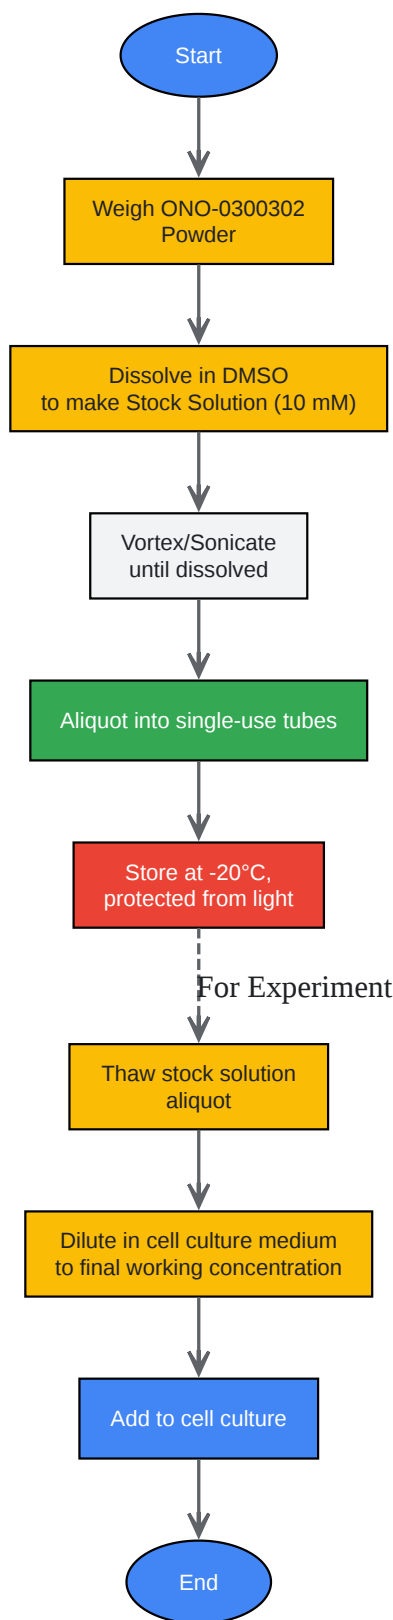 Start
Weigh ONO-0300302
Powder
Dissolve in DMSO
to make Stock Solution (10 mM)
Vortex/Sonicate
until dissolved
Aliquot into single-use tubes
Store at -20°C,
protected from light
For Experiment
Thaw stock solution
aliquot
Dilute in cell culture medium
to final working concentration
Add to cell culture
End